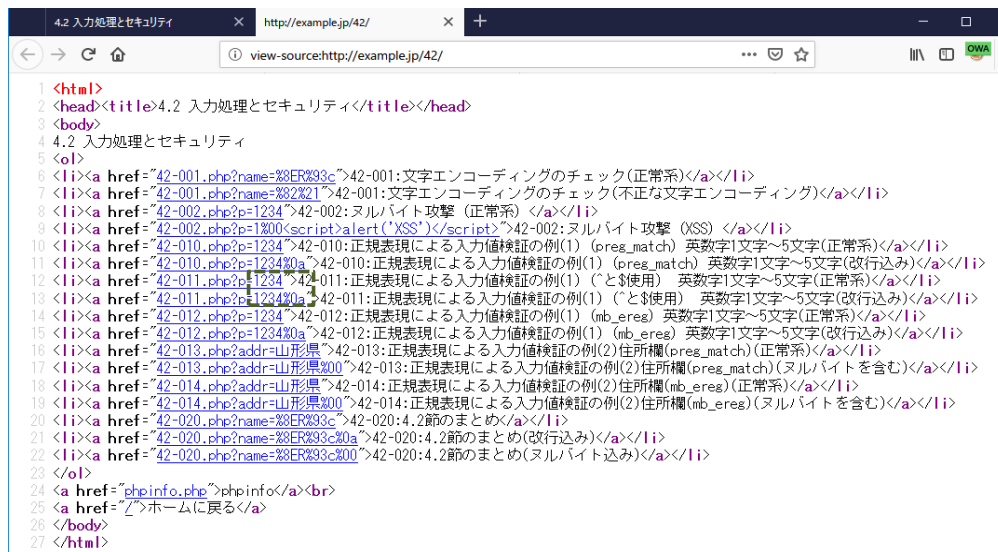 4.2 入力処理とセキュリティ
http://example.jp/42/
view-source:http://example.jp/42/
OWA
1 <html>
2 <head><title>4.2 入力処理とセキュリティ</title></head>
3 <body>
4 4.2 入力処理とセキュリティ
5 <ol>
6 <li><a href="42-001.php?name=%8ER%93c">42-001:文字エンコーディングのチェック(正常系)</a></li>
7 <li><a href="42-001.php?name=%82%21">42-001:文字エンコーディングのチェック(不正な文字エンコーディング)</a></li>
8 <li><a href="42-002.php?p=1234">42-002:ヌルバイト攻撃 (正常系) </a></li>
9 <li><a href="42-002.php?p=1%00<script>alert('XSS')</script>">42-002:ヌルバイト攻撃 (XSS) </a></li>
10 <li><a href="42-010.php?p=1234">42-010:正規表現による入力値検証の例(1) (preg_match) 英数字1文字~5文字(正常系)</a></li>
11 <li><a href="42-010.php?p=1234%0a">42-010:正規表現による入力値検証の例(1) (preg_match) 英数字1文字~5文字(改行込み)</a></li>
12 <li><a href="42-011.php?p=1234">42-011:正規表現による入力値検証の例(1) (^と$使用) 英数字1文字~5文字(正常系)</a></li>
13 <li><a href="42-011.php?p=1234%0a">42-011:正規表現による入力値検証の例(1) (^と$使用) 英数字1文字~5文字(改行込み)</a></li>
14 <li><a href="42-012.php?p=1234">42-012:正規表現による入力値検証の例(1) (mb_ereg) 英数字1文字~5文字(正常系)</a></li>
15 <li><a href="42-012.php?p=1234%0a">42-012:正規表現による入力値検証の例(1) (mb_ereg) 英数字1文字~5文字(改行込み)</a></li>
16 <li><a href="42-013.php?addr=山形県">42-013:正規表現による入力値検証の例(2)住所欄(preg_match)(正常系)</a></li>
17 <li><a href="42-013.php?addr=山形県%00">42-013:正規表現による入力値検証の例(2)住所欄(preg_match)(ヌルバイトを含む)</a></li>
18 <li><a href="42-014.php?addr=山形県">42-014:正規表現による入力値検証の例(2)住所欄(mb_ereg)(正常系)</a></li>
19 <li><a href="42-014.php?addr=山形県%00">42-014:正規表現による入力値検証の例(2)住所欄(mb_ereg)(ヌルバイトを含む)</a></li>
20 <li><a href="42-020.php?name=%8ER%93c">42-020:4.2節のまとめ</a></li>
21 <li><a href="42-020.php?name=%8ER%93c%0a">42-020:4.2節のまとめ(改行込み)</a></li>
22 <li><a href="42-020.php?name=%8ER%93c%00">42-020:4.2節のまとめ(ヌルバイト込み)</a></li>
23 </ol>
24 <a href="phpinfo.php">phpinfo</a><br>
25 <a href="/">ホームに戻る</a>
26 </body>
27 </html>